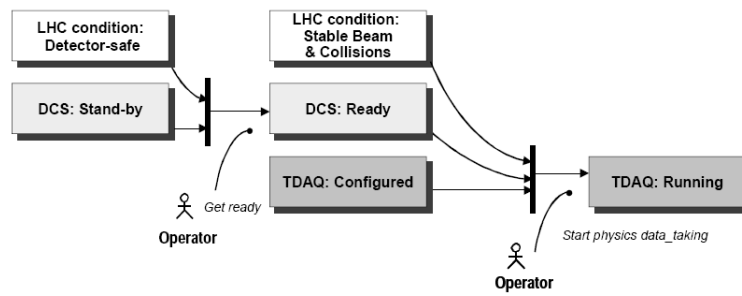 LHC condition:
Detector-safe
LHC condition:
Stable Beam
& Collisions
DCS: Stand-by
DCS: Ready
TDAQ: Configured
TDAQ: Running
Get ready
Operator
Start physics data_taking
Operator